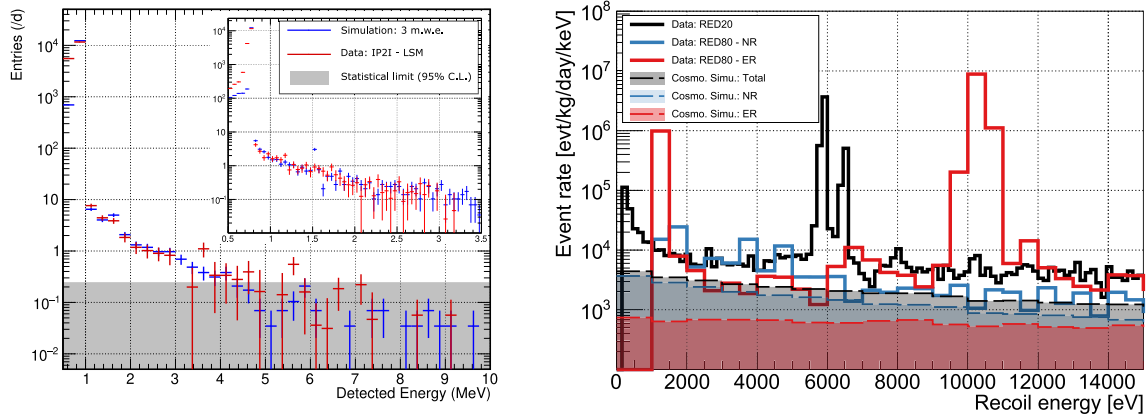 Entries (/d)
10⁴
10³
10²
10
1
10⁻¹
10⁻²
1 2 3 4 5 6 7 8 9 10
Detected Energy (MeV)
10⁴
10³
10²
10
1
10⁻¹
0.5 1 1.5 2 2.5 3 3.5
Simulation: 3 m.w.e.
Data: IP2I - LSM
Statistical limit (95% C.L.)
Event rate [evt/kg/day/keV]
10⁸
10⁷
10⁶
10⁵
10⁴
10³
0 2000 4000 6000 8000 10000 12000 14000
Recoil energy [eV]
Data: RED20
Data: RED80 - NR
Data: RED80 - ER
Cosmo. Simu.: Total
Cosmo. Simu.: NR
Cosmo. Simu.: ER